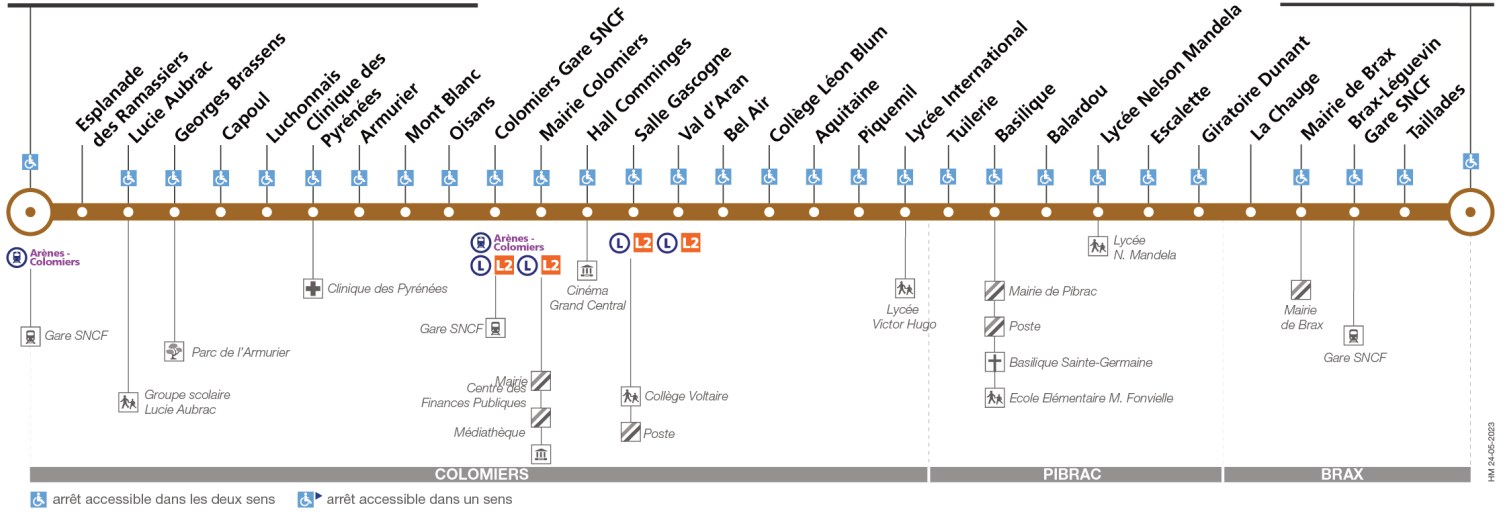 Esplanade
des Ramassiers
Lucie Aubrac
Georges Brassens
Capoul
Luchonnais
Clinique des
Pyrénées
Armurier
Mont Blanc
Oisans
Colomiers Gare SNCF
Mairie Colomiers
Hall Comminges
Salle Gascogne
Val d’Aran
Bel Air
Collège Léon Blum
Aquitaine
Piquemil
Lycée International
Tuilerie
Basilique
Balardou
Lycée Nelson Mandela
Escalette
Giratoire Dunant
La Chauge
Mairie de Brax
Brax-Léguevin
Gare SNCF
Taillades
Arènes -
Colomiers
Gare SNCF
Groupe scolaire
Lucie Aubrac
Parc de l’Armurier
Clinique des Pyrénées
Arènes -
Colomiers
L L2 L L2
Gare SNCF
Mairie
Centre des
Finances Publiques
Médiathèque
Cinéma
Grand Central
L L2 L L2
Collège Voltaire
Poste
Lycée
Victor Hugo
Mairie de Pibrac
Poste
Basilique Sainte-Germaine
Ecole Elémentaire M. Fonvielle
Lycée
N. Mandela
Mairie
de Brax
Gare SNCF
COLOMIERS
PIBRAC
BRAX
arrêt accessible dans les deux sens
arrêt accessible dans un sens
HM 24-05-2023